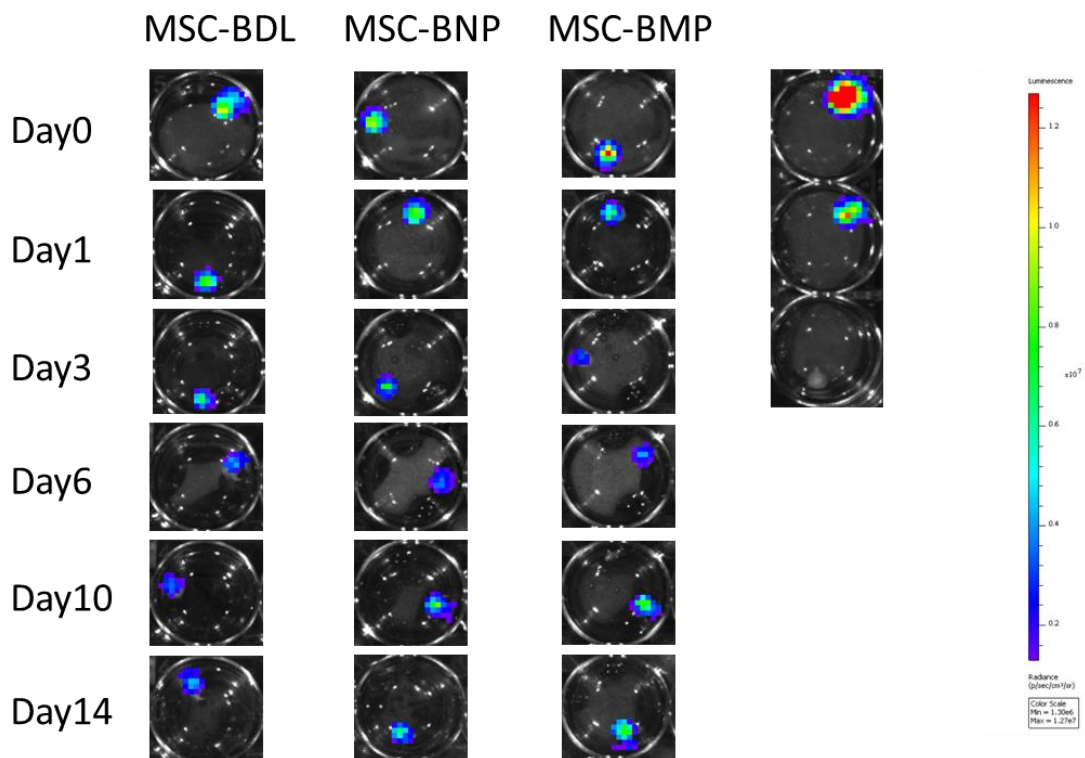 MSC-BDL MSC-BNP MSC-BMP
Luminescence
Day0
1.2
1.0
Day1
0.8
Day3
x10⁷
0.6
Day6
0.4
Day10
0.2
Radiance
(p/sec/cm²/sr)
Day14
Color Scale
Min = 1.30e6
Max = 1.27e7